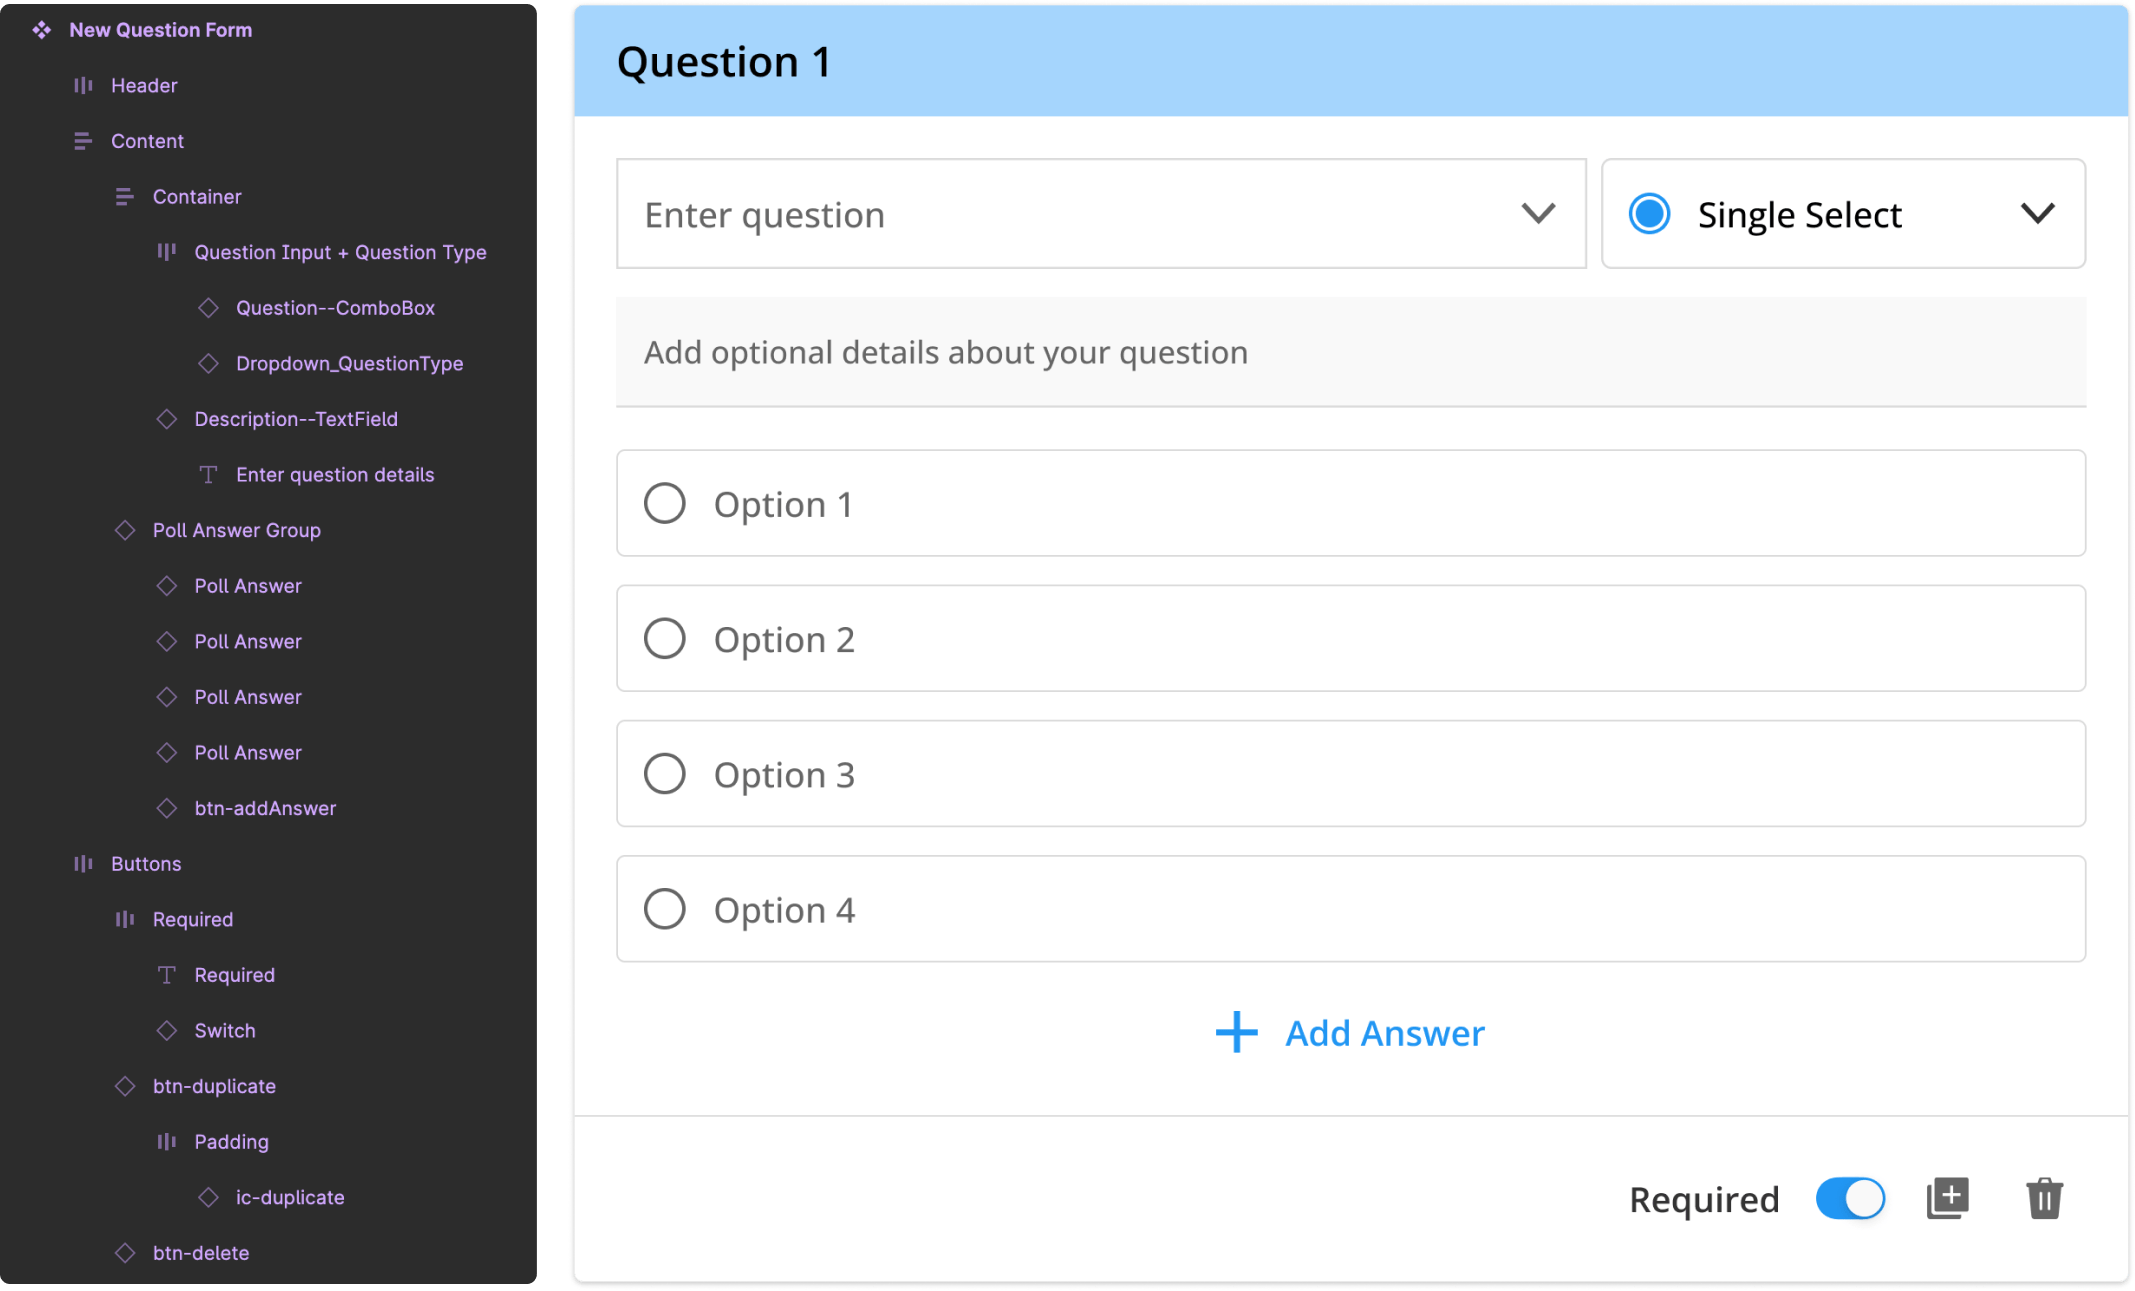 New Question Form
Header
Content
Container
Question Input + Question Type
Question--ComboBox
Dropdown_QuestionType
Description--TextField
Enter question details
Poll Answer Group
Poll Answer
Poll Answer
Poll Answer
Poll Answer
btn-addAnswer
Buttons
Required
Required
Switch
btn-duplicate
Padding
ic-duplicate
btn-delete
Question 1
Enter question
Single Select
Add optional details about your question
Option 1
Option 2
Option 3
Option 4
Add Answer
Required